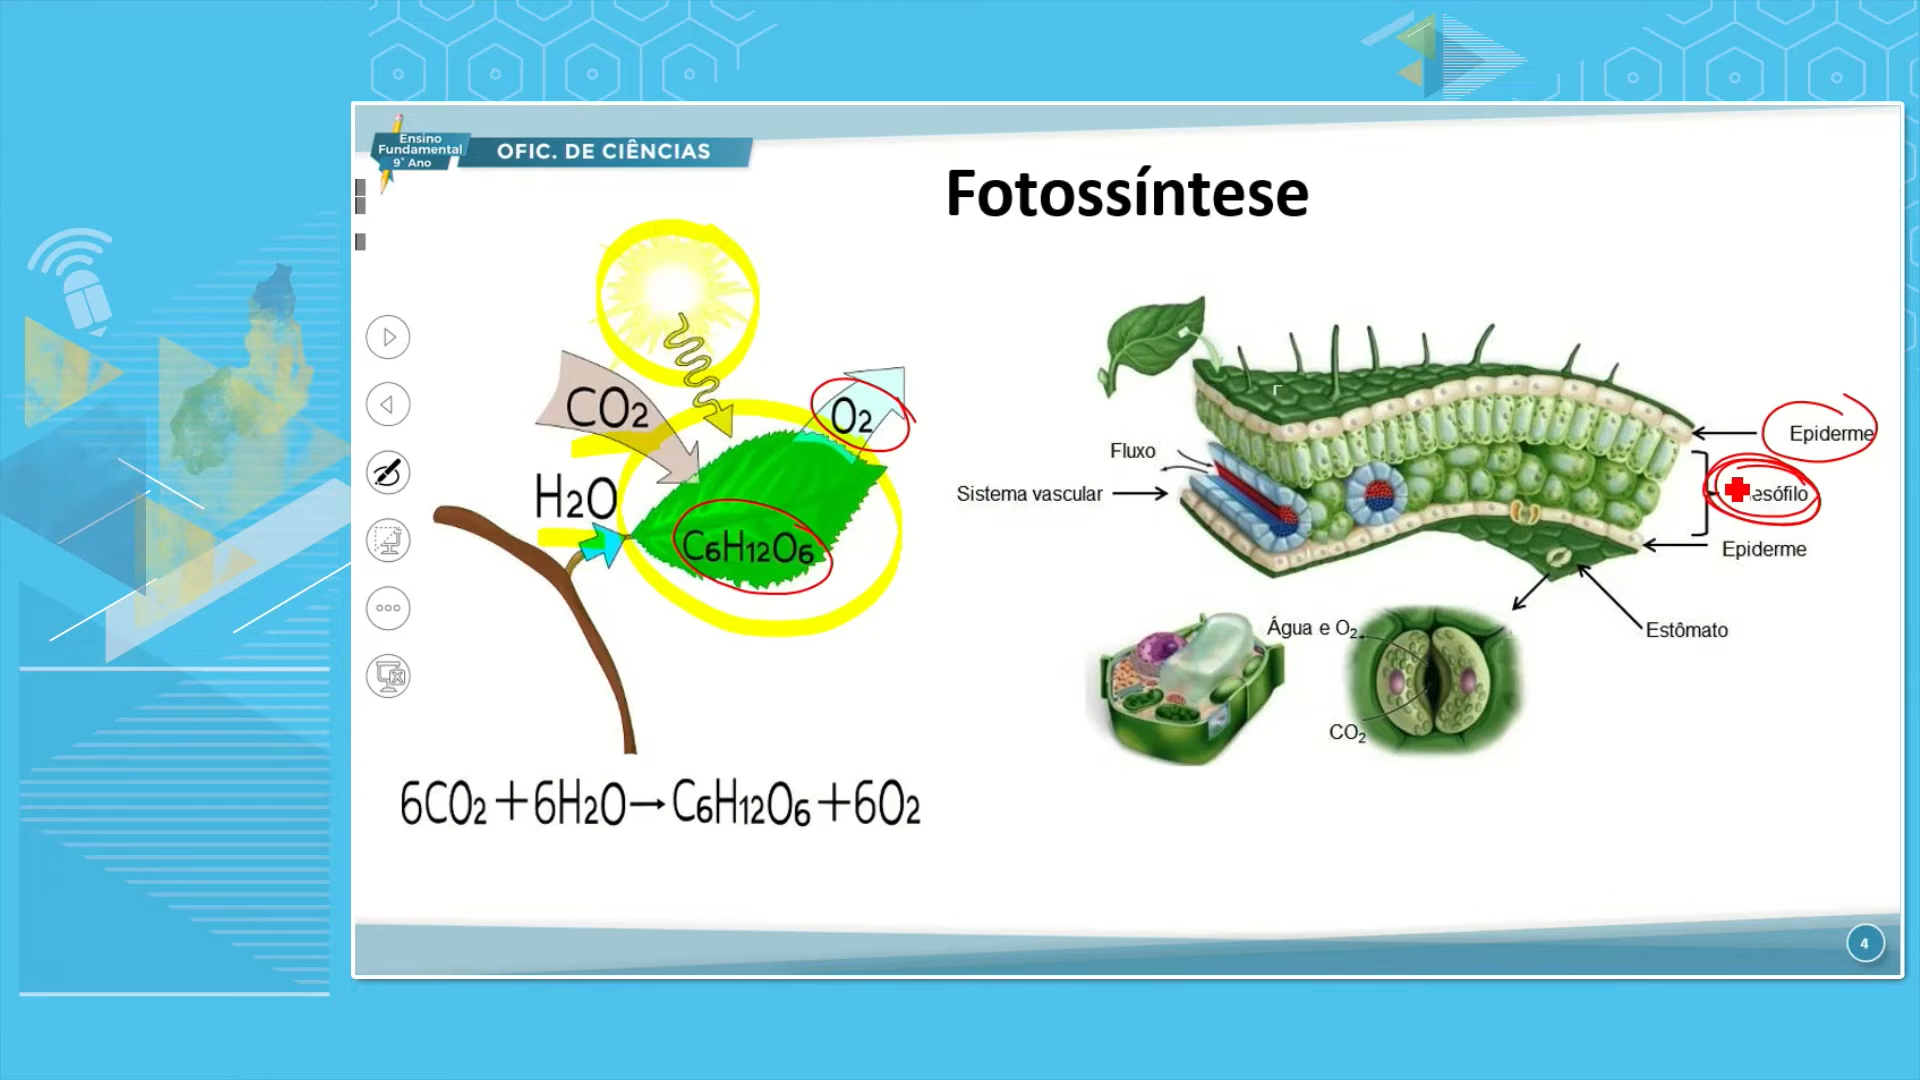 Ensino
Fundamental
9° Ano
OFIC. DE CIÊNCIAS
Fotossíntese
CO2
O2
H2O
C6H12O6
6CO2+6H2O→C6H12O6+6O2
Fluxo
Sistema vascular
Epiderme
esófilo
Epiderme
Estômato
Água e O2
CO2
4